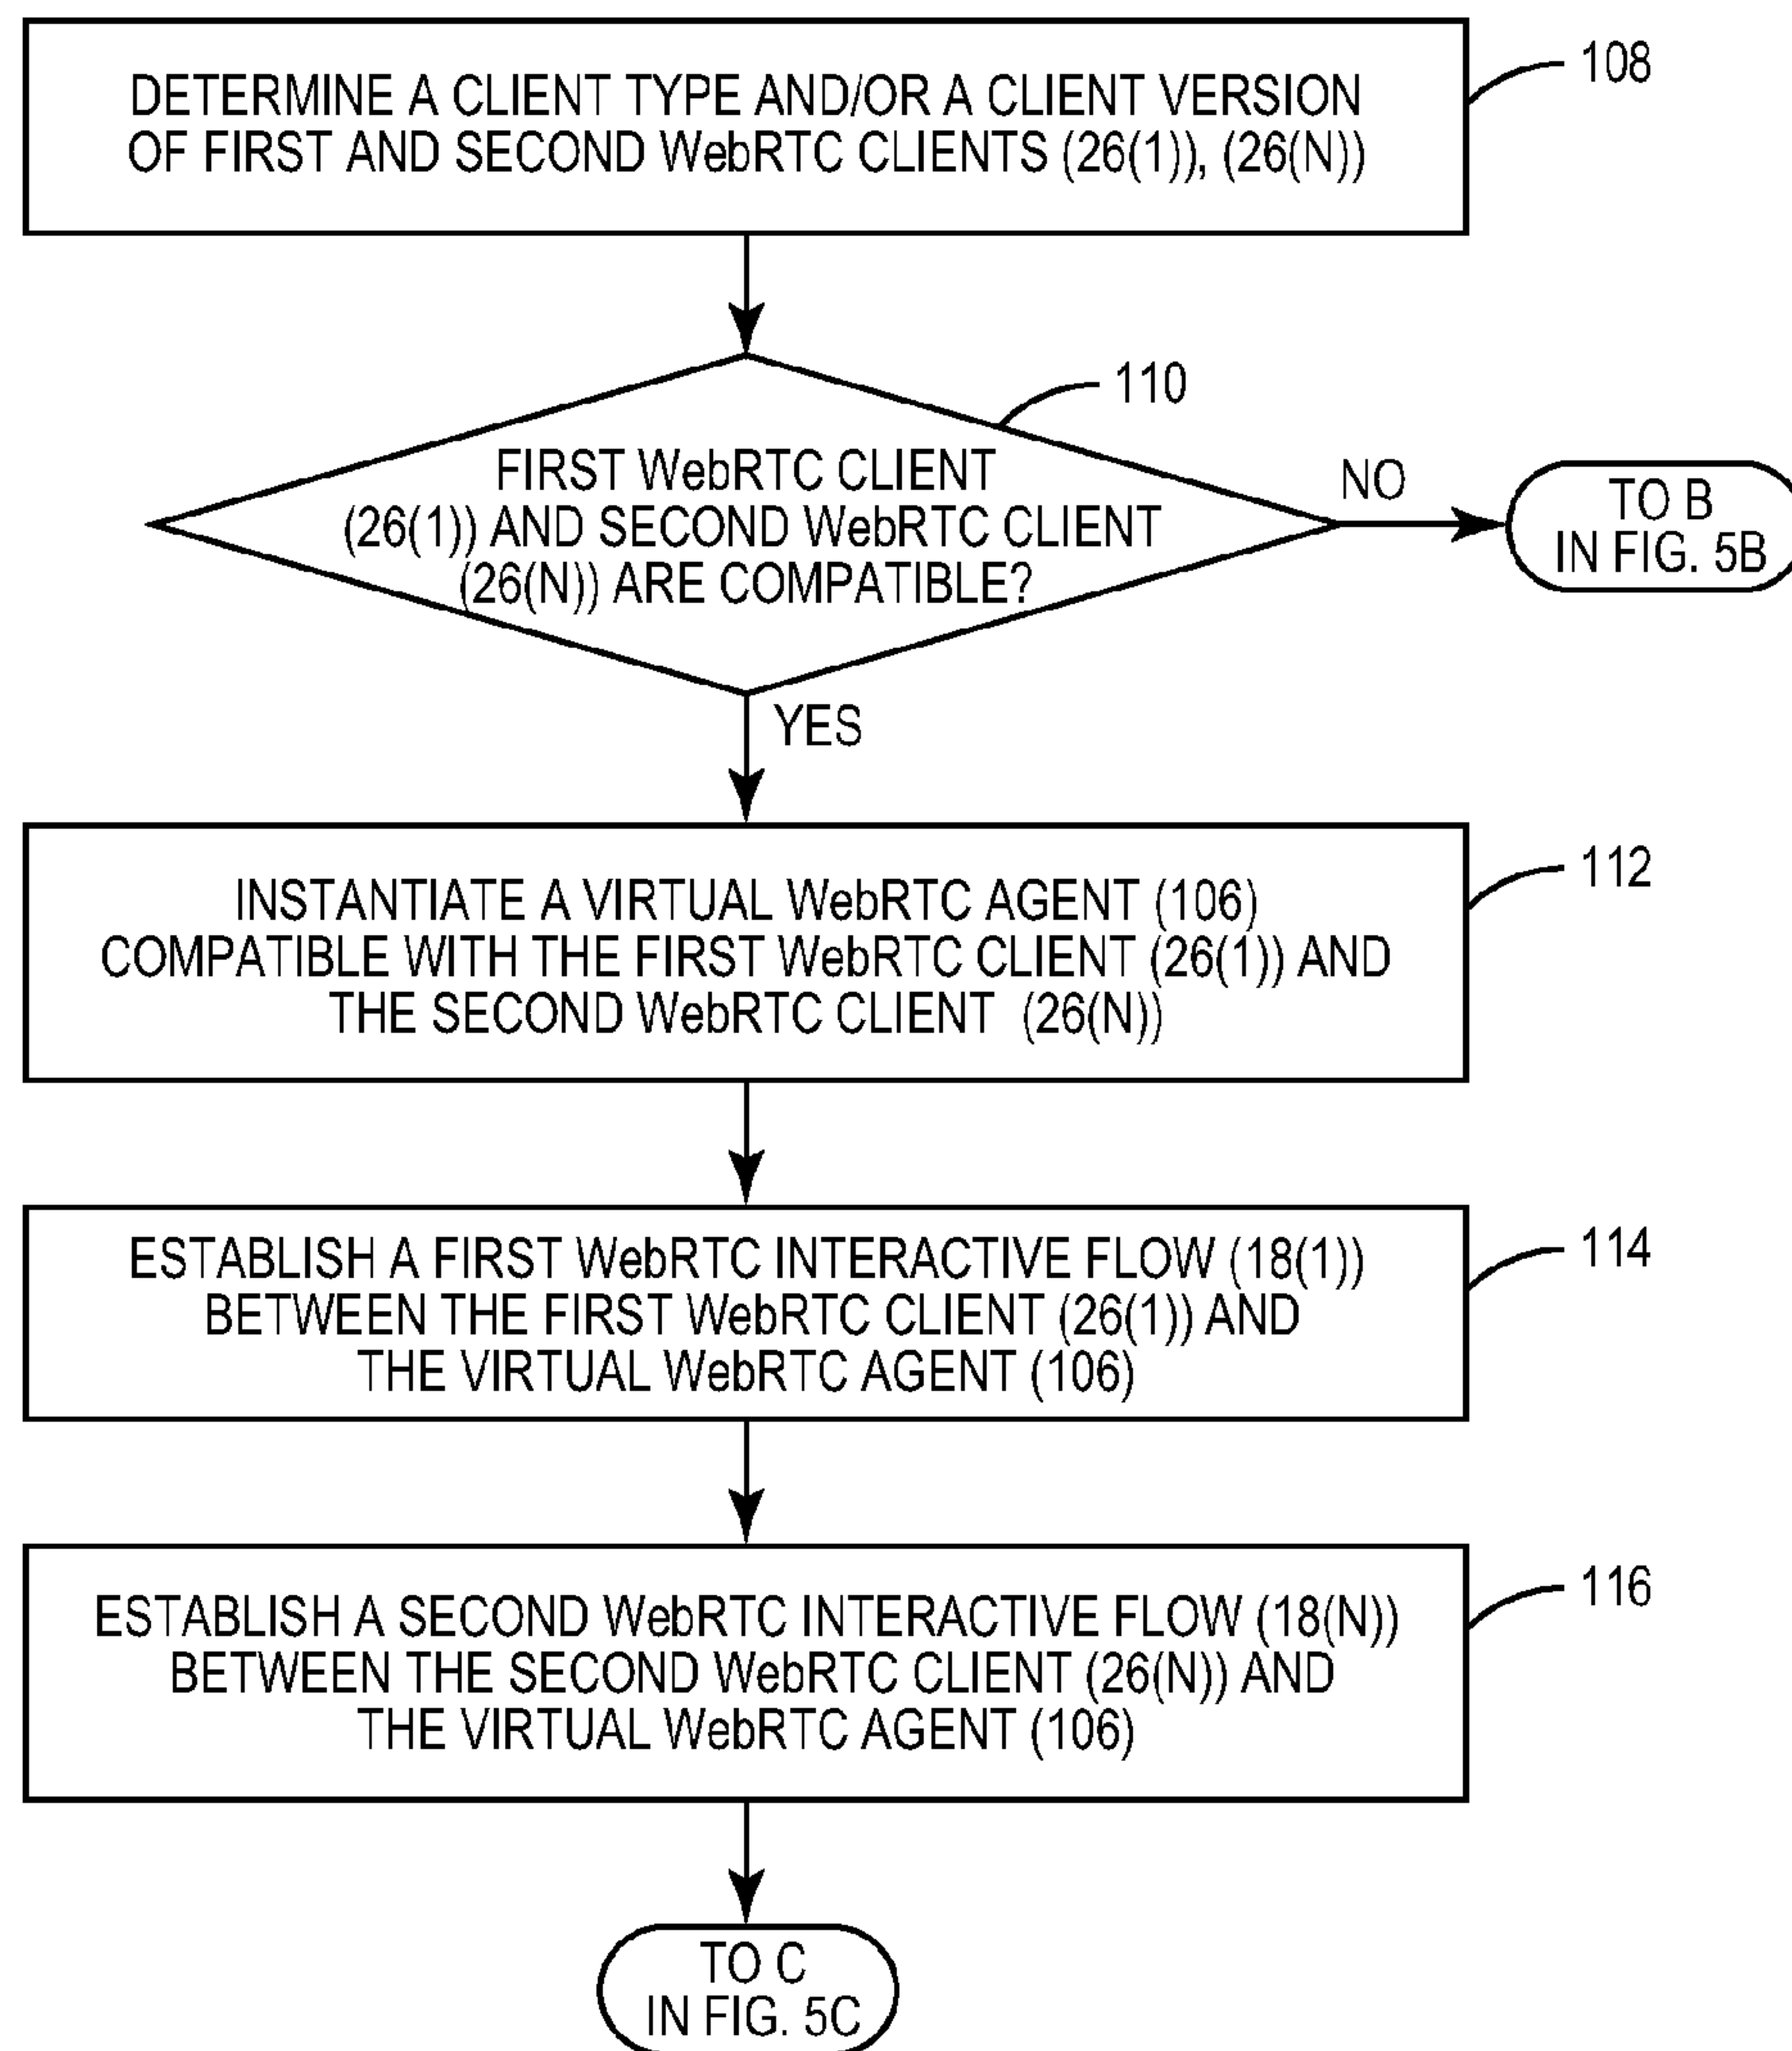 DETERMINE A CLIENT TYPE AND/OR A CLIENT VERSION
OF FIRST AND SECOND WebRTC CLIENTS (26(1)), (26(N))
108
110
FIRST WebRTC CLIENT
(26(1)) AND SECOND WebRTC CLIENT
(26(N)) ARE COMPATIBLE?
NO
TO B
IN FIG. 5B
YES
INSTANTIATE A VIRTUAL WebRTC AGENT (106)
COMPATIBLE WITH THE FIRST WebRTC CLIENT (26(1)) AND
THE SECOND WebRTC CLIENT (26(N))
112
ESTABLISH A FIRST WebRTC INTERACTIVE FLOW (18(1))
BETWEEN THE FIRST WebRTC CLIENT (26(1)) AND
THE VIRTUAL WebRTC AGENT (106)
114
ESTABLISH A SECOND WebRTC INTERACTIVE FLOW (18(N))
BETWEEN THE SECOND WebRTC CLIENT (26(N)) AND
THE VIRTUAL WebRTC AGENT (106)
116
TO C
IN FIG. 5C